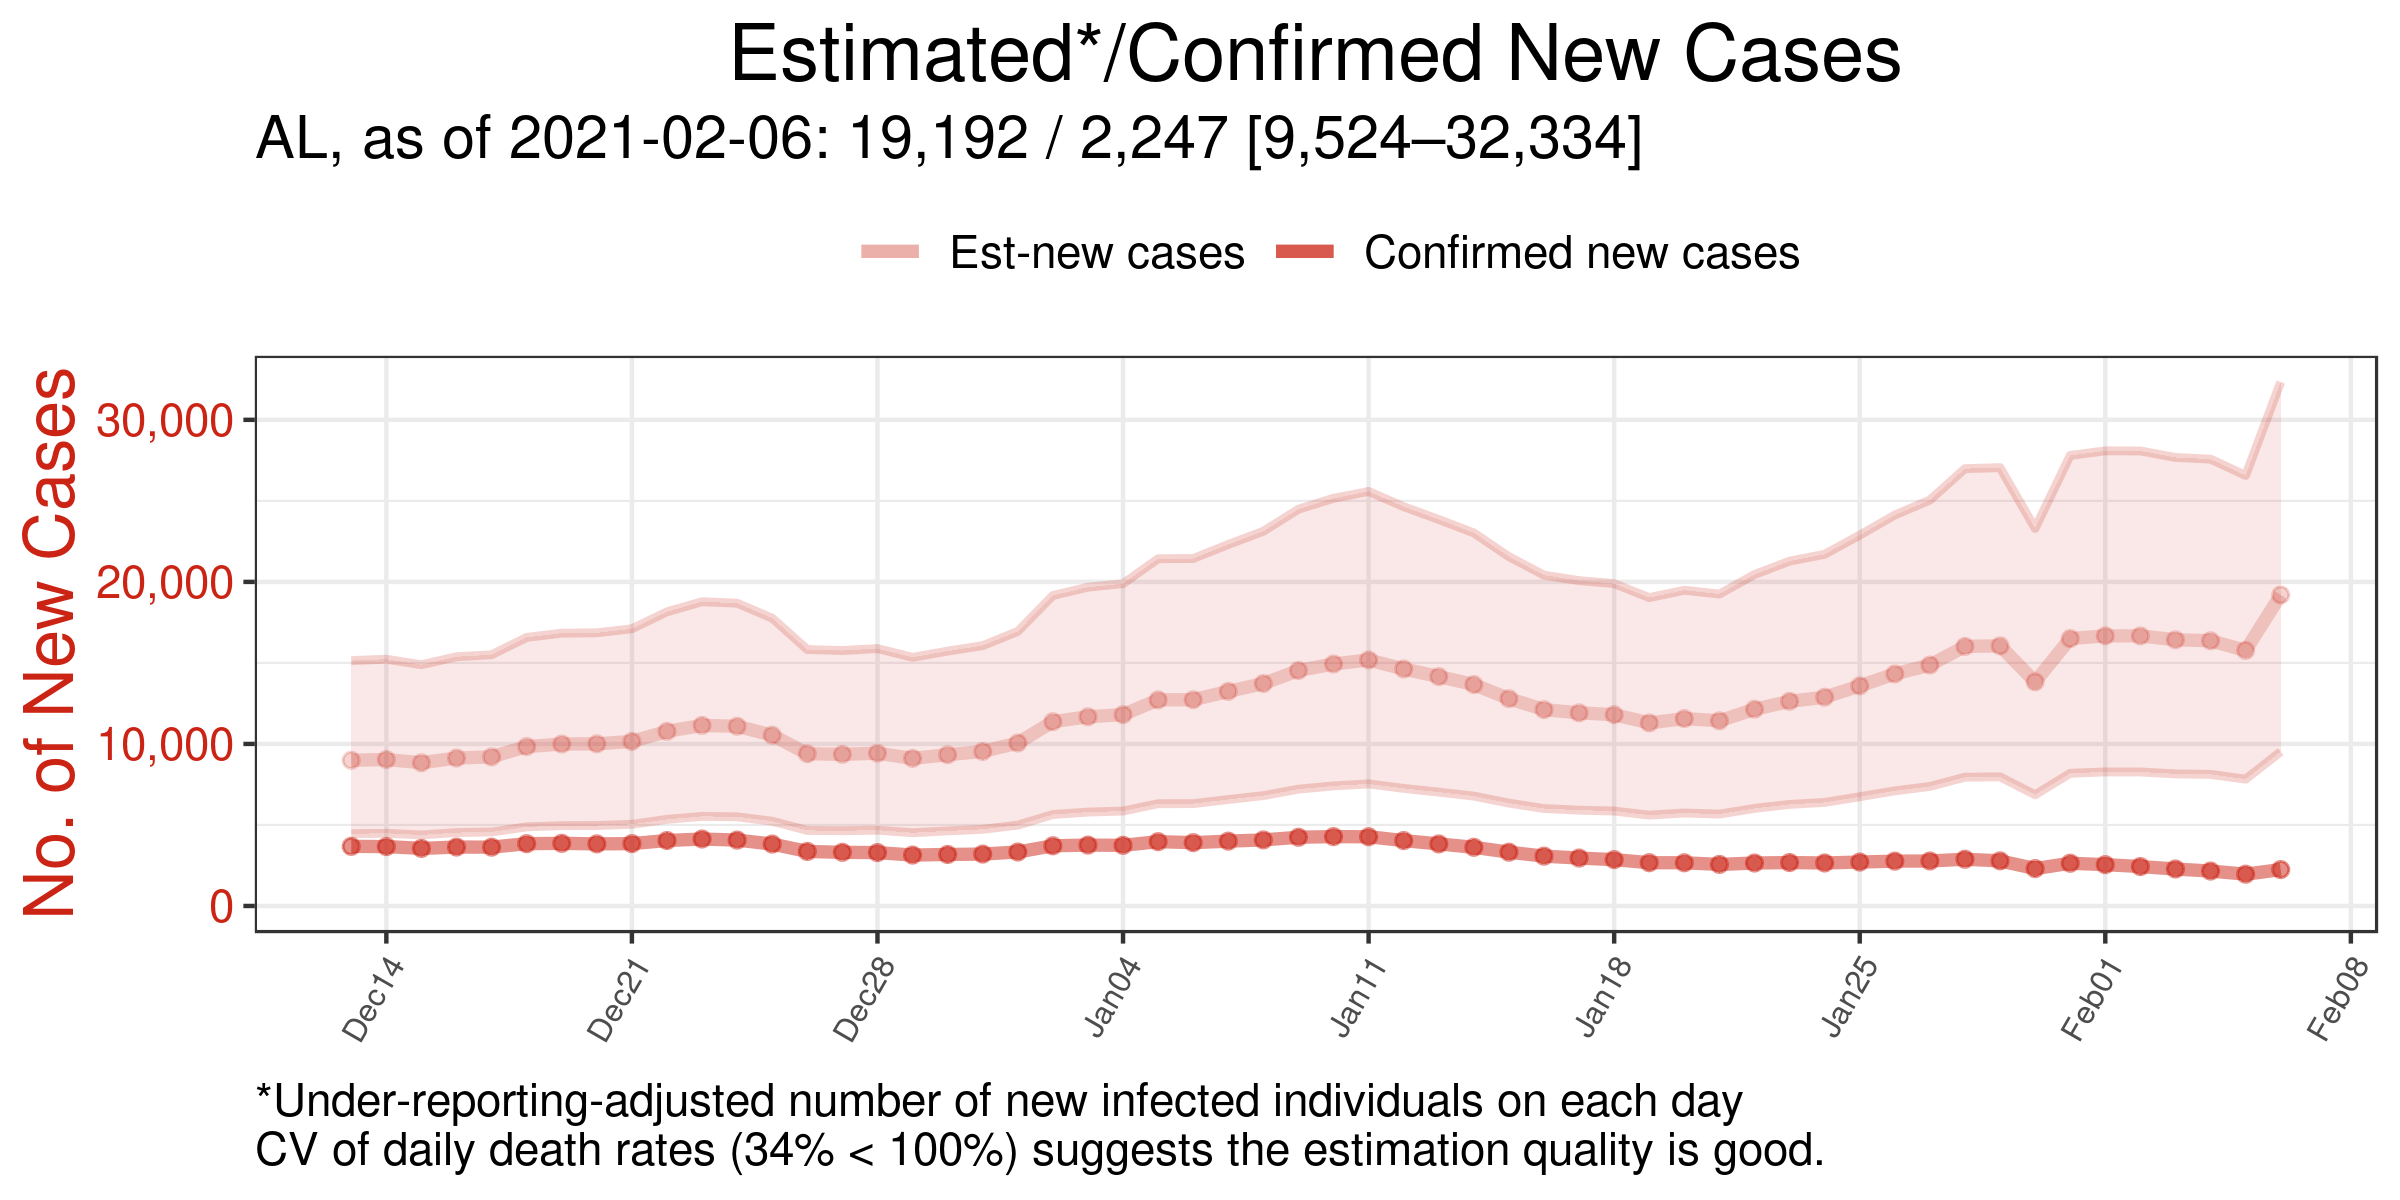 Estimated*/Confirmed New Cases
AL, as of 2021-02-06: 19,192 / 2,247 [9,524–32,334]
Est-new cases Confirmed new cases
No. of New Cases
30,000
20,000
10,000
0
Dec14 Dec21 Dec28 Jan04 Jan11 Jan18 Jan25 Feb01 Feb08
*Under-reporting-adjusted number of new infected individuals on each day
CV of daily death rates (34% < 100%) suggests the estimation quality is good.